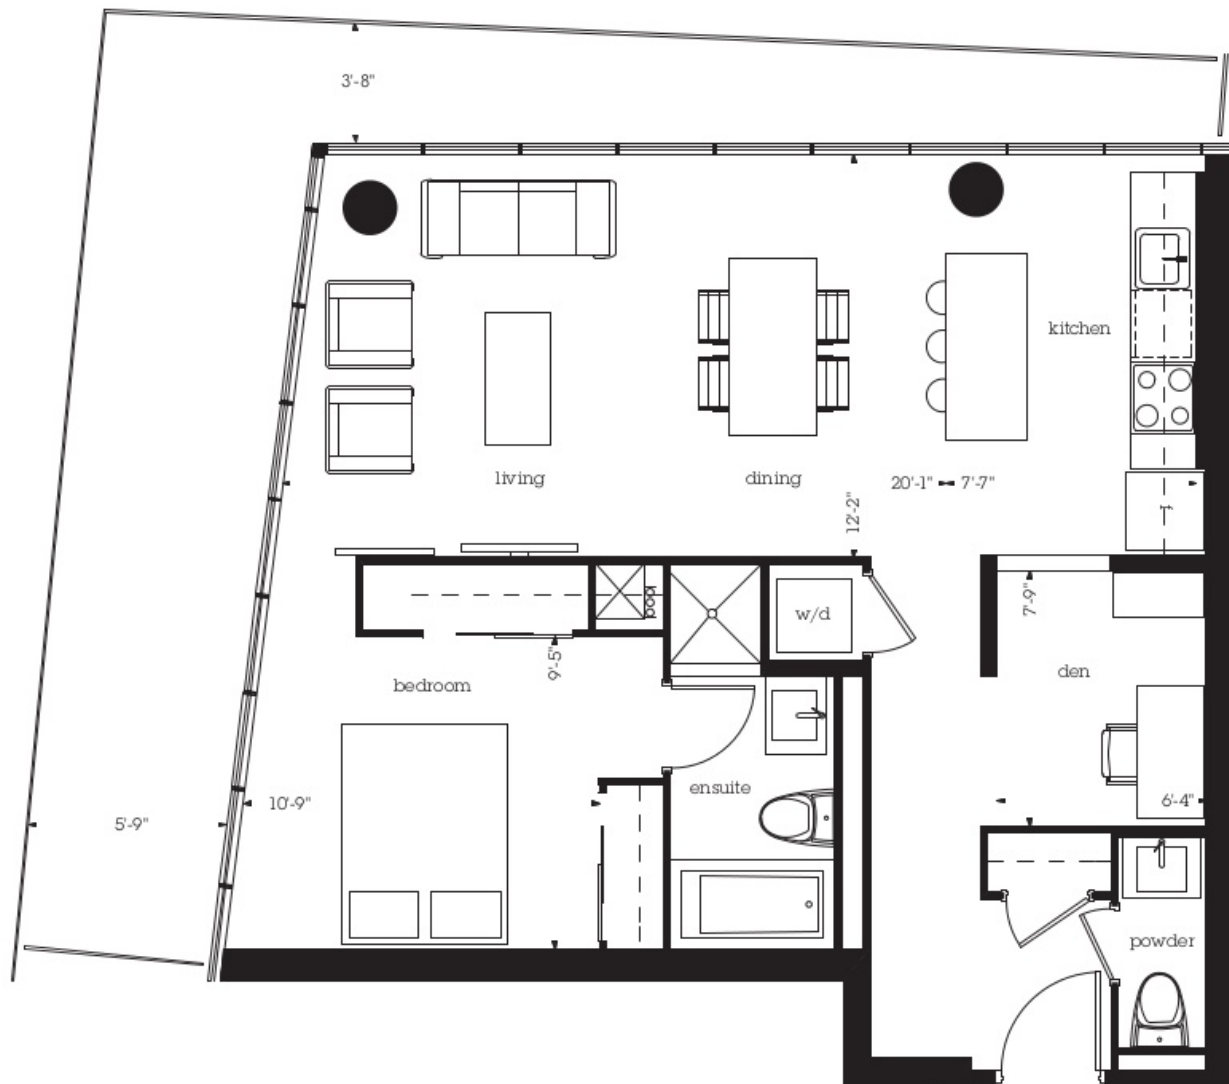 3'-8"
kitchen
living
dining
20'-1"
7'-7"
12'-2"
w/d
7'-9"
9'-5"
bedroom
den
ensuite
10'-9"
6'-4"
5'-9"
powder